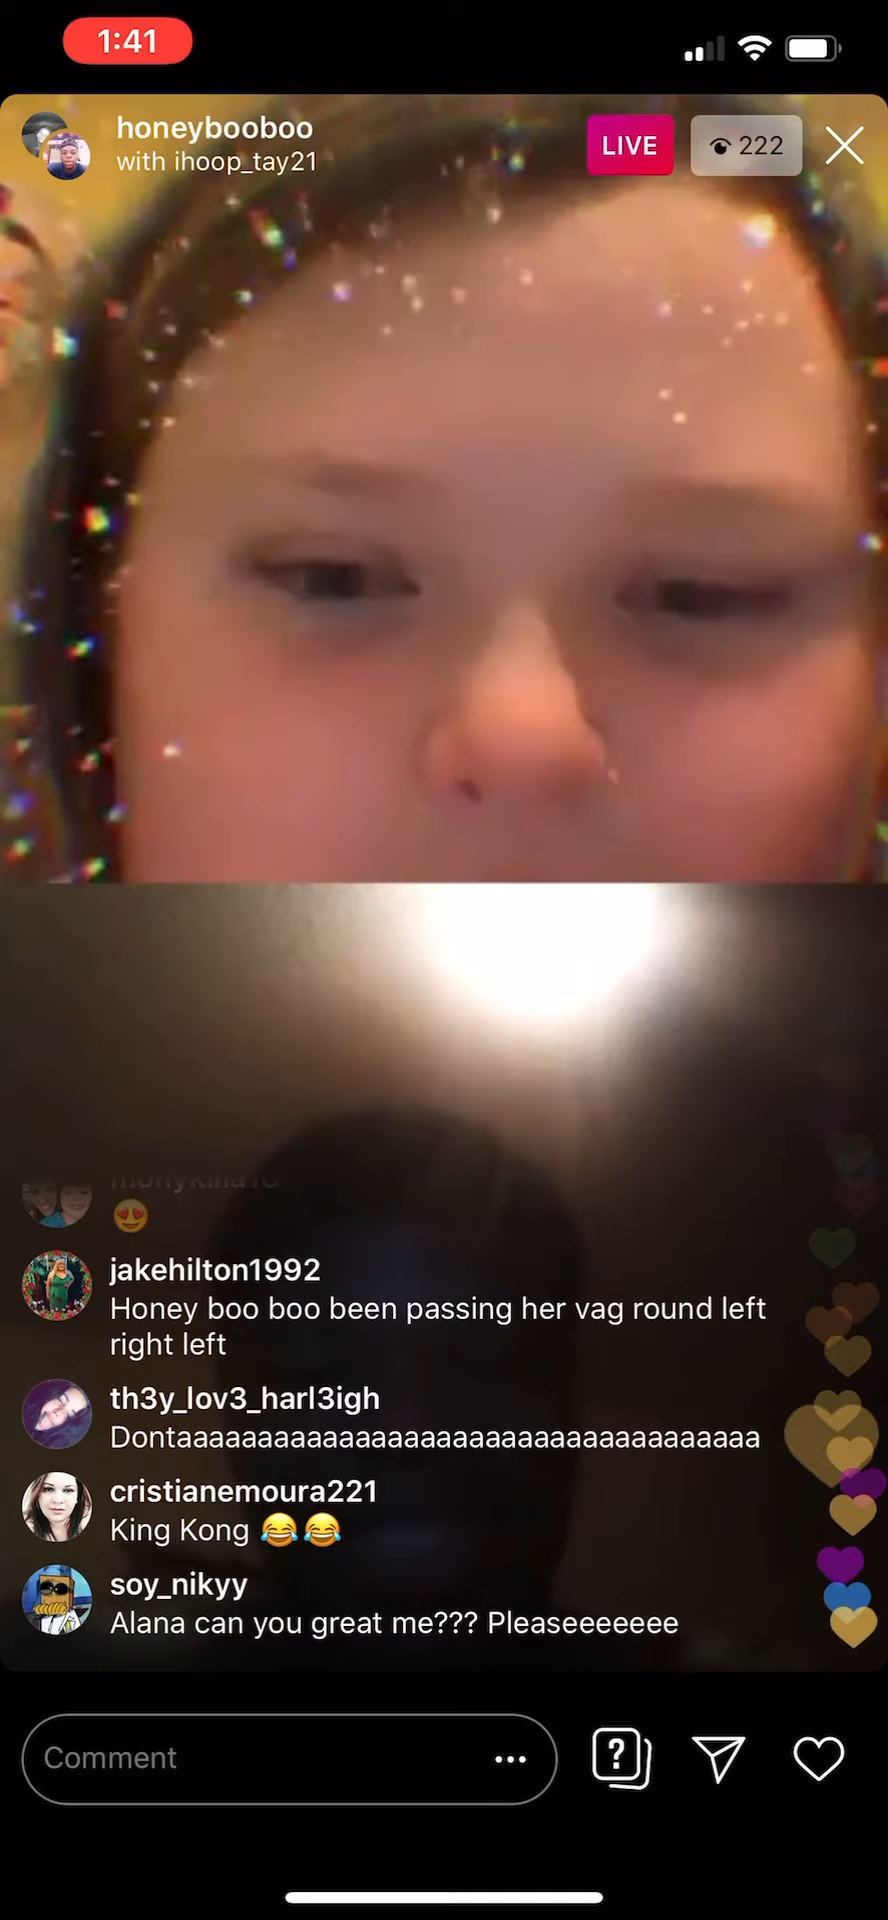 1:41
honeybooboo
with ihoop_tay21
LIVE
222
😍
jakehilton1992
Honey boo boo been passing her vag round left
right left
th3y_lov3_harl3igh
Dontaaaaaaaaaaaaaaaaaaaaaaaaaaaaaaaaaaaa
cristianemoura221
King Kong 😂😂
soy_nikyy
Alana can you great me??? Pleaseeeeeee
Comment